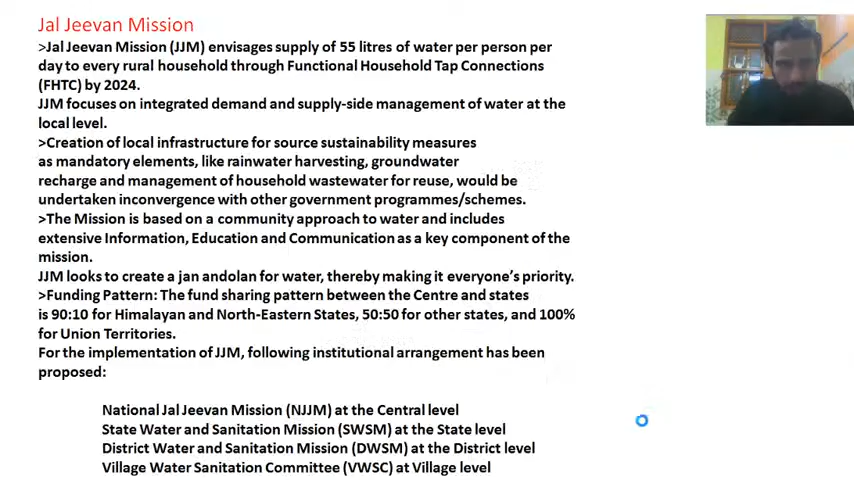 Jal Jeevan Mission
>Jal Jeevan Mission (JJM) envisages supply of 55 litres of water per person per
day to every rural household through Functional Household Tap Connections
(FHTC) by 2024.
JJM focuses on integrated demand and supply-side management of water at the
local level.
>Creation of local infrastructure for source sustainability measures
as mandatory elements, like rainwater harvesting, groundwater
recharge and management of household wastewater for reuse, would be
undertaken inconvergence with other government programmes/schemes.
>The Mission is based on a community approach to water and includes
extensive Information, Education and Communication as a key component of the
mission.
JJM looks to create a jan andolan for water, thereby making it everyone's priority.
>Funding Pattern: The fund sharing pattern between the Centre and states
is 90:10 for Himalayan and North-Eastern States, 50:50 for other states, and 100%
for Union Territories.
For the implementation of JJM, following institutional arrangement has been
proposed:
National Jal Jeevan Mission (NJJM) at the Central level
State Water and Sanitation Mission (SWSM) at the State level
District Water and Sanitation Mission (DWSM) at the District level
Village Water Sanitation Committee (VWSC) at Village level